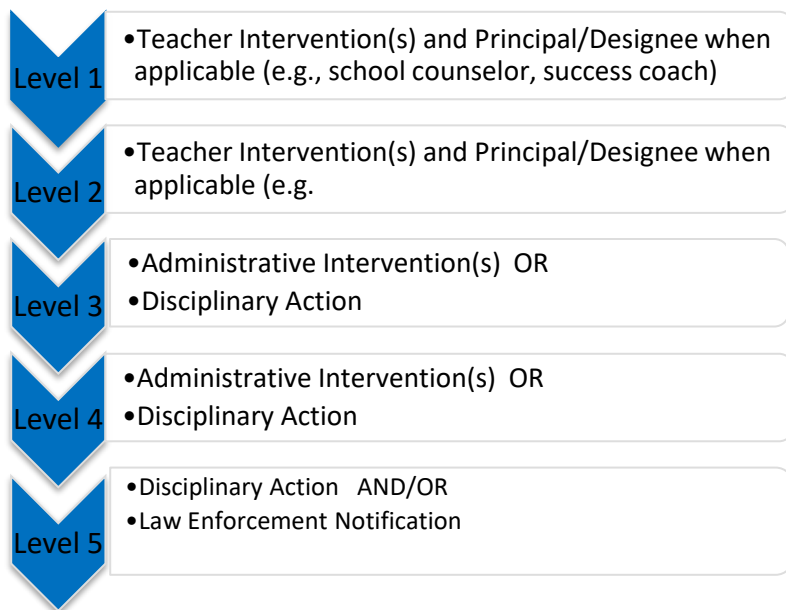 Level 1
•Teacher Intervention(s) and Principal/Designee when
applicable (e.g., school counselor, success coach)
Level 2
•Teacher Intervention(s) and Principal/Designee when
applicable (e.g.
Level 3
•Administrative Intervention(s) OR
•Disciplinary Action
Level 4
•Administrative Intervention(s) OR
•Disciplinary Action
Level 5
•Disciplinary Action AND/OR
•Law Enforcement Notification